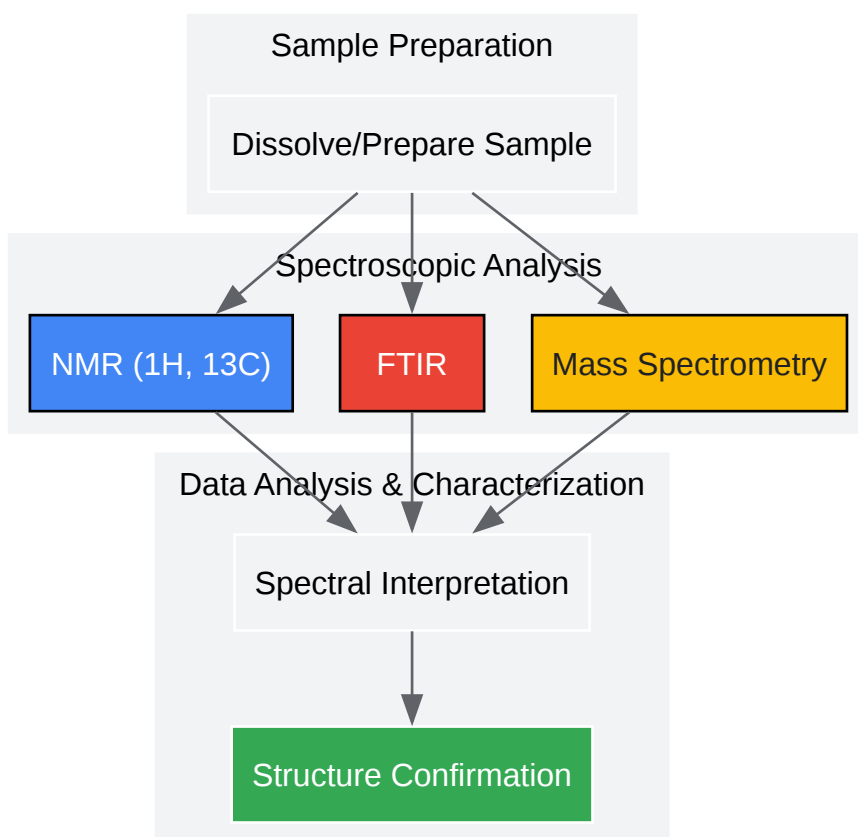 Sample Preparation
Dissolve/Prepare Sample
Spectroscopic Analysis
NMR (1H, 13C)
FTIR
Mass Spectrometry
Data Analysis & Characterization
Spectral Interpretation
Structure Confirmation